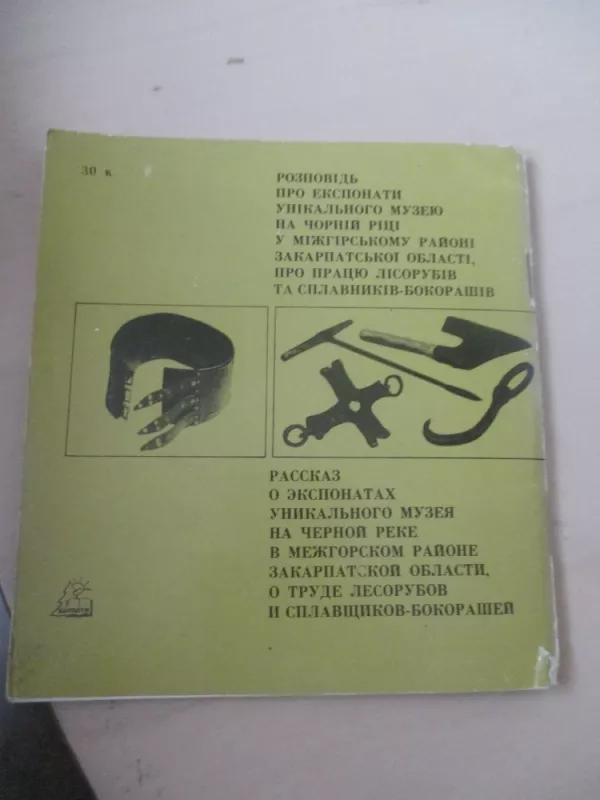 30 к
РОЗПОВІДЬ
ПРО ЕКСПОНАТИ
УНІКАЛЬНОГО МУЗЕЮ
НА ЧОРНІЙ РІЦІ
У МІЖГІРСЬКОМУ РАЙОНІ
ЗАКАРПАТСЬКОЇ ОБЛАСТІ,
ПРО ПРАЦЮ ЛІСОРУБІВ
ТА СПЛАВНИКІВ-БОКОРАШІВ
РАССКАЗ
О ЭКСПОНАТАХ
УНИКАЛЬНОГО МУЗЕЯ
НА ЧЕРНОЙ РЕКЕ
В МЕЖГОРСКОМ РАЙОНЕ
ЗАКАРПАТСКОЙ ОБЛАСТИ,
О ТРУДЕ ЛЕСОРУБОВ
И СПЛАВЩИКОВ-БОКОРАШЕЙ